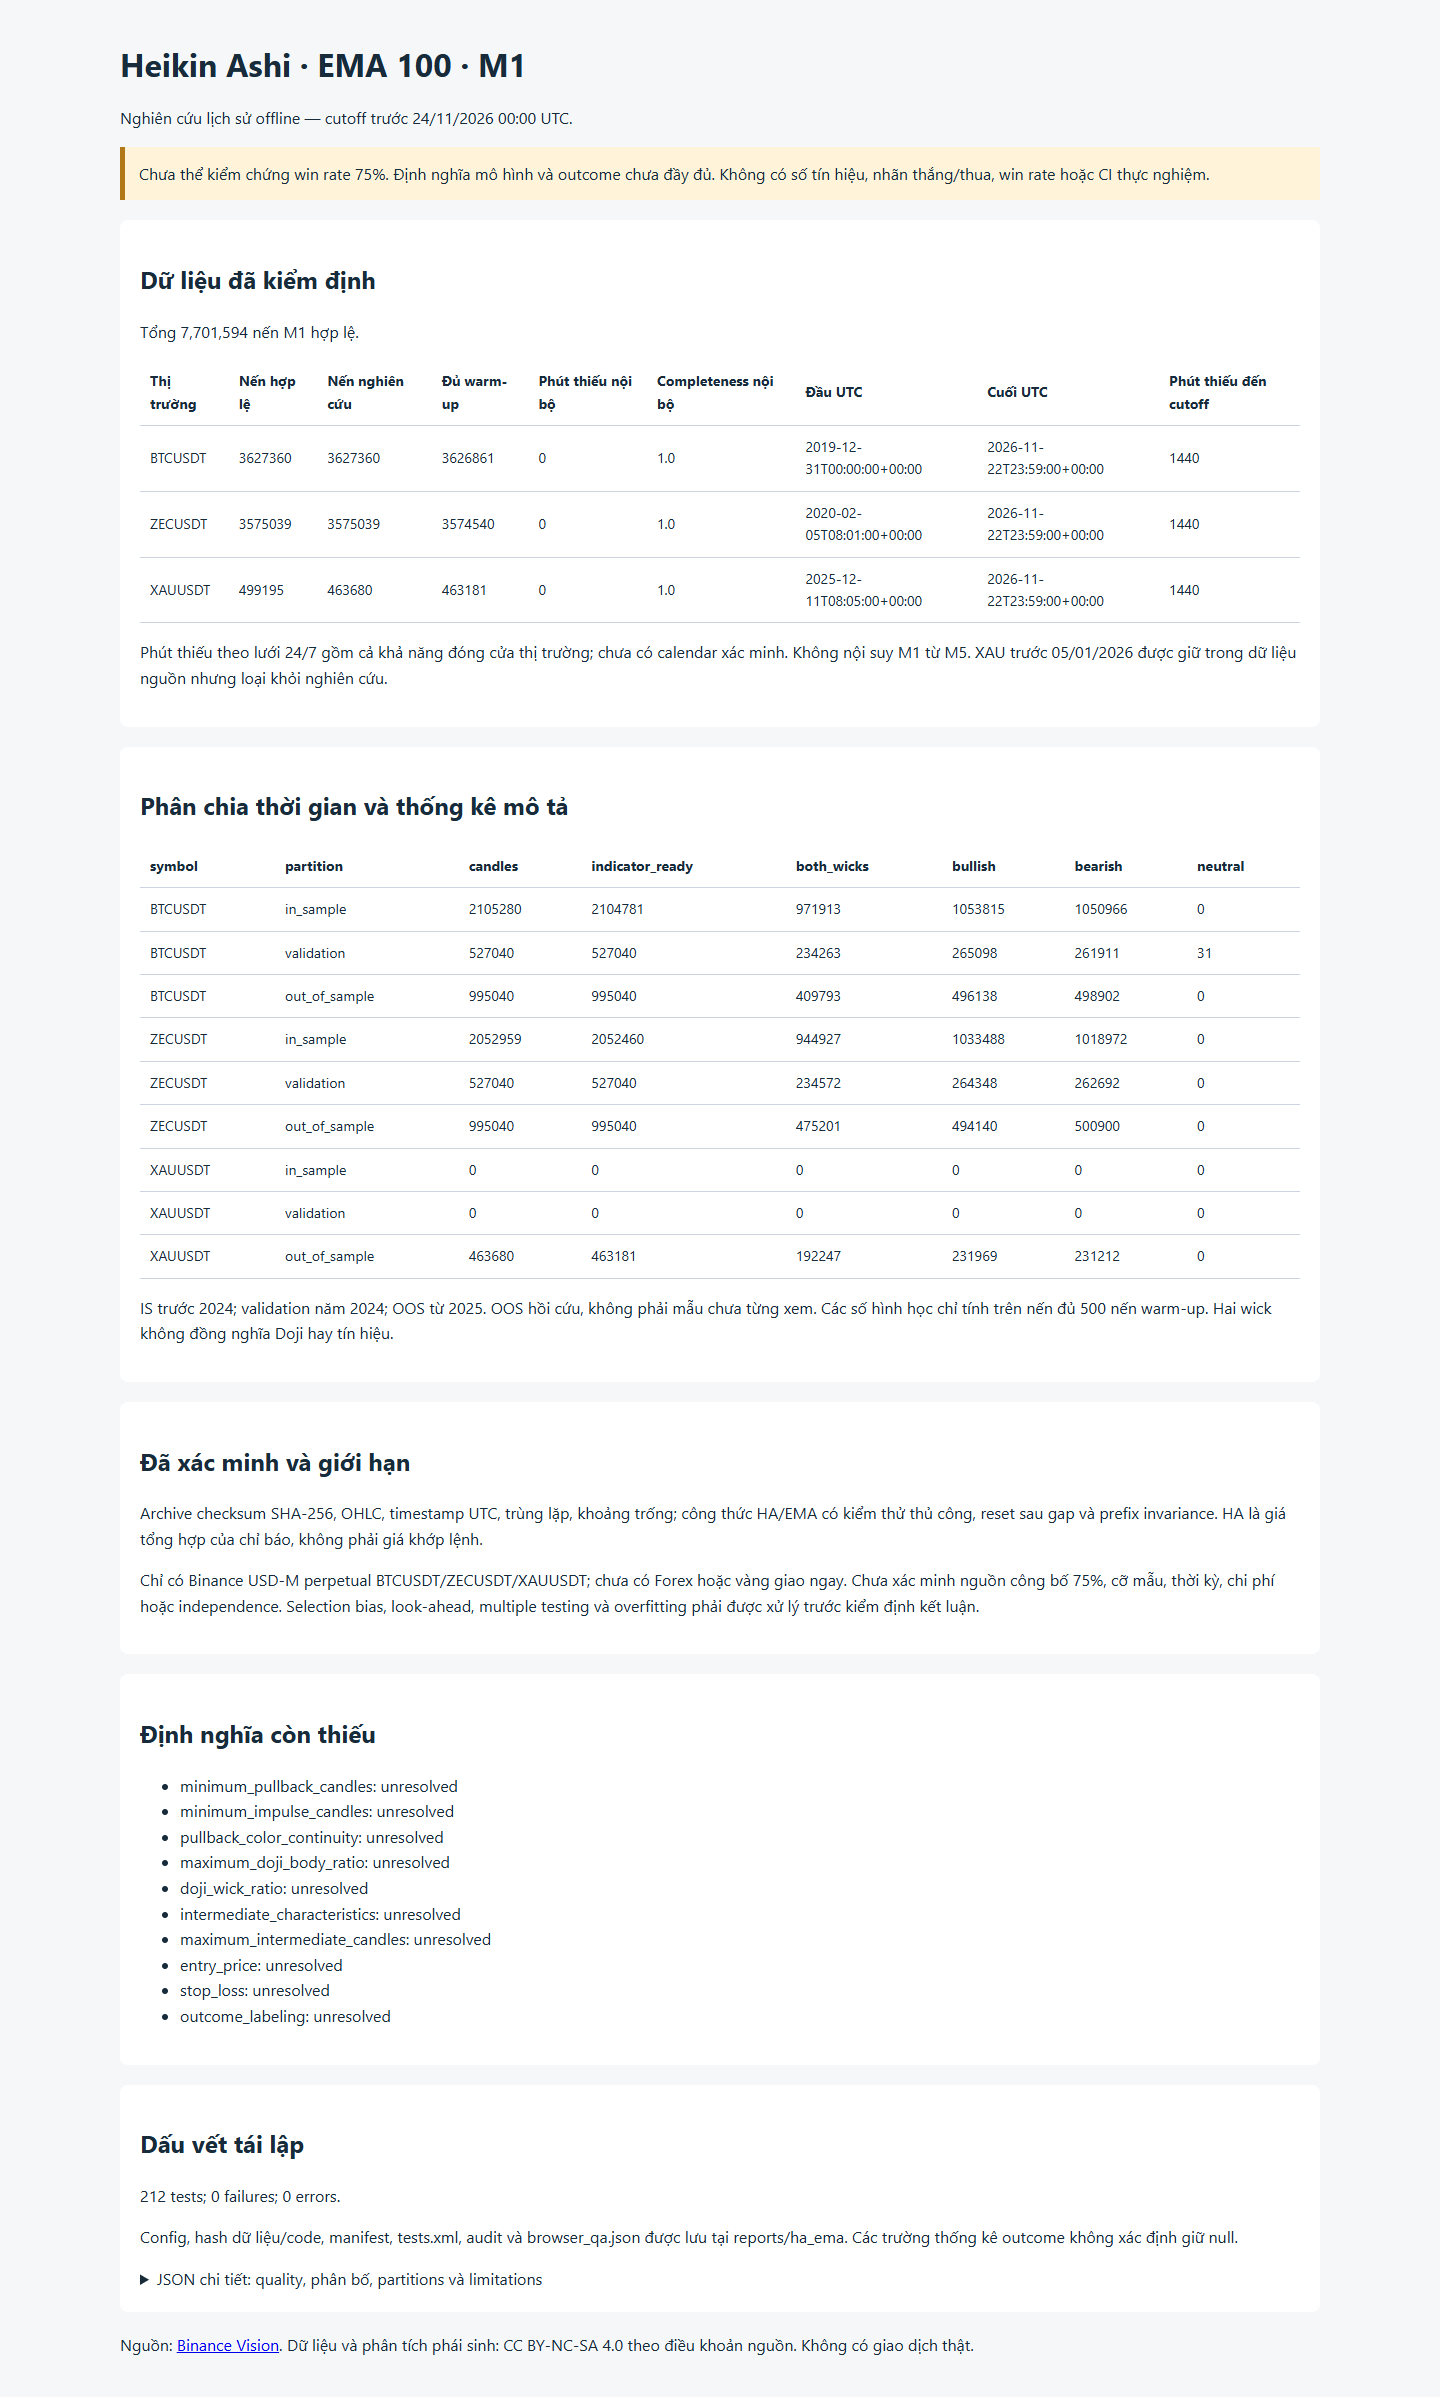 Heikin Ashi · EMA 100 · M1
Nghiên cứu lịch sử offline — cutoff trước 24/11/2026 00:00 UTC.
Chưa thể kiểm chứng win rate 75%. Định nghĩa mô hình và outcome chưa đầy đủ. Không có số tín hiệu, nhãn thắng/thua, win rate hoặc CI thực nghiệm.
Dữ liệu đã kiểm định
Tổng 7,701,594 nến M1 hợp lệ.
Thị trường Nến hợp lệ Nến nghiên cứu Đủ warm-up Phút thiếu nội bộ Completeness nội bộ Đầu UTC Cuối UTC Phút thiếu đến cutoff
BTCUSDT 3627360 3627360 3626861 0 1.0 2019-12-31T00:00:00+00:00 2026-11-22T23:59:00+00:00 1440
ZECUSDT 3575039 3575039 3574540 0 1.0 2020-02-05T08:01:00+00:00 2026-11-22T23:59:00+00:00 1440
XAUUSDT 499195 463680 463181 0 1.0 2025-12-11T08:05:00+00:00 2026-11-22T23:59:00+00:00 1440
Phút thiếu theo lưới 24/7 gồm cả khả năng đóng cửa thị trường; chưa có calendar xác minh. Không nội suy M1 từ M5. XAU trước 05/01/2026 được giữ trong dữ liệu
nguồn nhưng loại khỏi nghiên cứu.
Phân chia thời gian và thống kê mô tả
symbol partition candles indicator_ready both_wicks bullish bearish neutral
BTCUSDT in_sample 2105280 2104781 971913 1053815 1050966 0
BTCUSDT validation 527040 527040 234263 265098 261911 31
BTCUSDT out_of_sample 995040 995040 409793 496138 498902 0
ZECUSDT in_sample 2052959 2052460 944927 1033488 1018972 0
ZECUSDT validation 527040 527040 234572 264348 262692 0
ZECUSDT out_of_sample 995040 995040 475201 494140 500900 0
XAUUSDT in_sample 0 0 0 0 0 0
XAUUSDT validation 0 0 0 0 0 0
XAUUSDT out_of_sample 463680 463181 192247 231969 231212 0
IS trước 2024; validation năm 2024; OOS từ 2025. OOS hồi cứu, không phải mẫu chưa từng xem. Các số hình học chỉ tính trên nến đủ 500 nến warm-up. Hai wick
không đồng nghĩa Doji hay tín hiệu.
Đã xác minh và giới hạn
Archive checksum SHA-256, OHLC, timestamp UTC, trùng lặp, khoảng trống; công thức HA/EMA có kiểm thử thủ công, reset sau gap và prefix invariance. HA là giá
tổng hợp của chỉ báo, không phải giá khớp lệnh.
Chỉ có Binance USD-M perpetual BTCUSDT/ZECUSDT/XAUUSDT; chưa có Forex hoặc vàng giao ngay. Chưa xác minh nguồn công bố 75%, cỡ mẫu, thời kỳ, chi phí
hoặc independence. Selection bias, look-ahead, multiple testing và overfitting phải được xử lý trước kiểm định kết luận.
Định nghĩa còn thiếu
• minimum_pullback_candles: unresolved
• minimum_impulse_candles: unresolved
• pullback_color_continuity: unresolved
• maximum_doji_body_ratio: unresolved
• doji_wick_ratio: unresolved
• intermediate_characteristics: unresolved
• maximum_intermediate_candles: unresolved
• entry_price: unresolved
• stop_loss: unresolved
• outcome_labeling: unresolved
Dấu vết tái lập
212 tests; 0 failures; 0 errors.
Config, hash dữ liệu/code, manifest, tests.xml, audit và browser_qa.json được lưu tại reports/ha_ema. Các trường thống kê outcome không xác định giữ null.
▶ JSON chi tiết: quality, phân bố, partitions và limitations
Nguồn: Binance Vision. Dữ liệu và phân tích phái sinh: CC BY-NC-SA 4.0 theo điều khoản nguồn. Không có giao dịch thật.